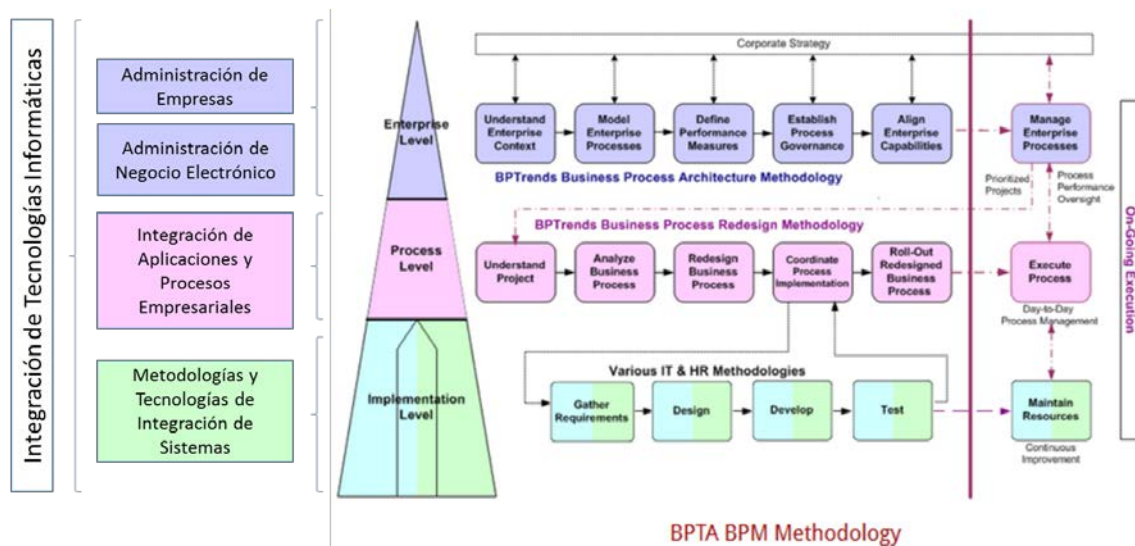 Integración de Tecnologías Informáticas
Administración de
Empresas
Administración de
Negocio Electrónico
Integración de
Aplicaciones y
Procesos
Empresariales
Metodologías y
Tecnologías de
Integración de
Sistemas
Enterprise
Level
Process
Level
Implementation
Level
Corporate Strategy
Understand
Enterprise
Context
Model
Enterprise
Processes
Define
Performance
Measures
Establish
Process
Governance
Align
Enterprise
Capabilities
Manage
Enterprise
Processes
BPTrends Business Process Architecture Methodology
Prioritized
Projects
Process
Performance
Oversight
BPTrends Business Process Redesign Methodology
Understand
Project
Analyze
Business
Process
Redesign
Business
Process
Coordinate
Process
Implementation
Roll-Out
Redesigned
Business
Process
Execute
Process
Day-to-Day
Process Management
Various IT & HR Methodologies
Gather
Requirements
Design
Develop
Test
Maintain
Resources
Continuous
Improvement
On-Going Execution
BPTA BPM Methodology